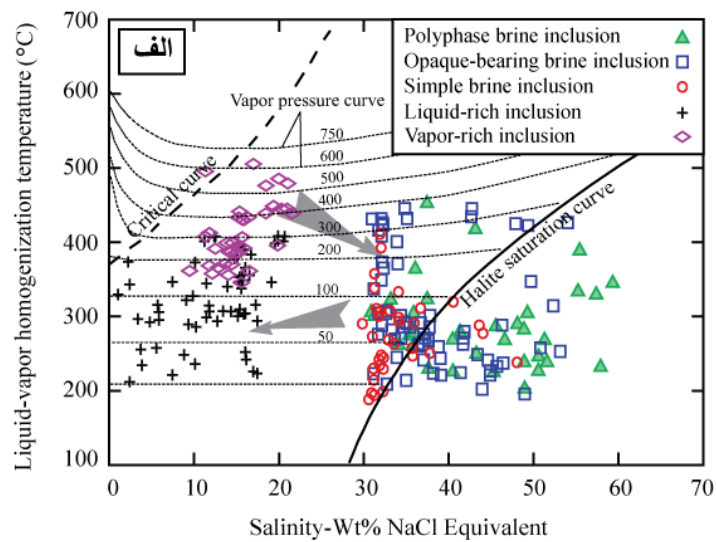 700
600
500
400
300
200
100
0
10
20
30
40
50
60
70
الف
Polyphase brine inclusion
Opaque-bearing brine inclusion
Simple brine inclusion
Liquid-rich inclusion
Vapor-rich inclusion
Vapor pressure curve
750
600
500
400
300
200
100
50
Critical curve
Halite saturation curve
Liquid-vapor homogenization temperature (°C)
Salinity-Wt% NaCl Equivalent